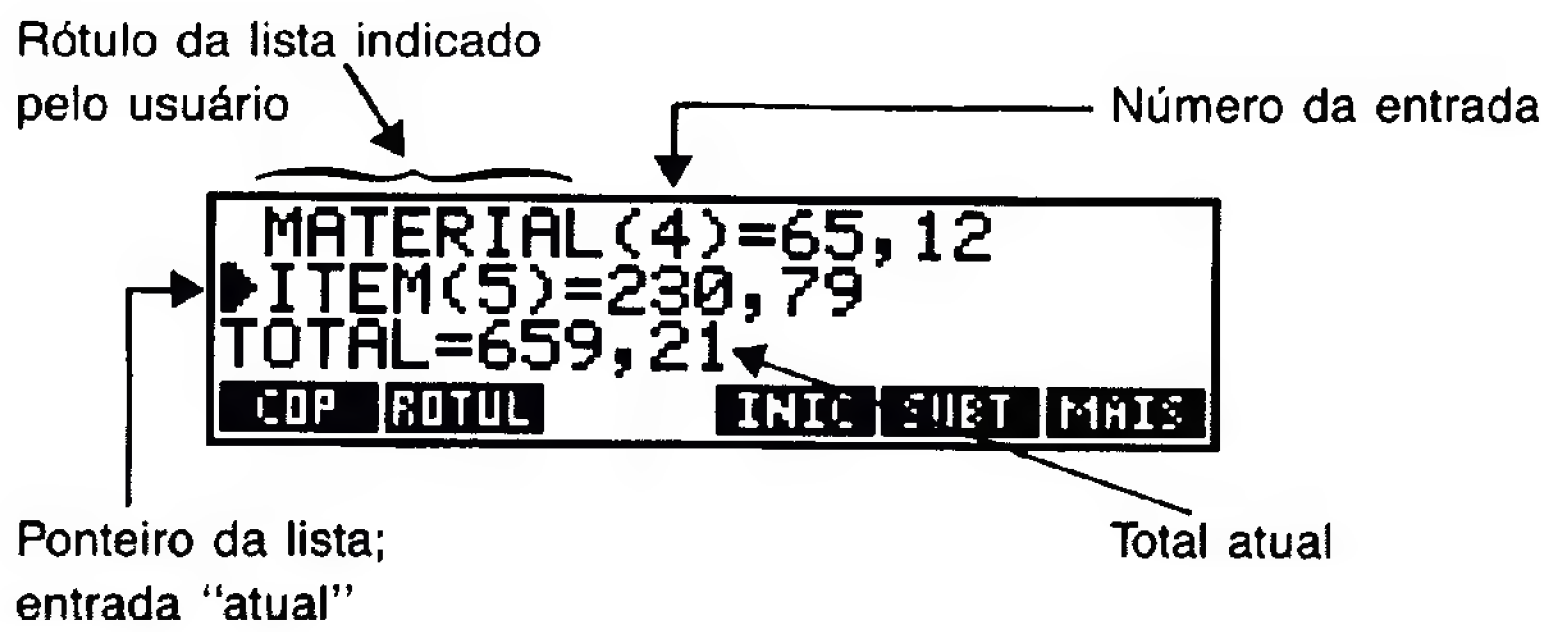 Rótulo da lista indicado
pelo usuário
Número da entrada
MATERIAL(4)=65,12
ITEM(5)=230,79
TOTAL=659,21
COP ROTUL INIC SUBT MAIS
Ponteiro da lista;
entrada “atual”
Total atual